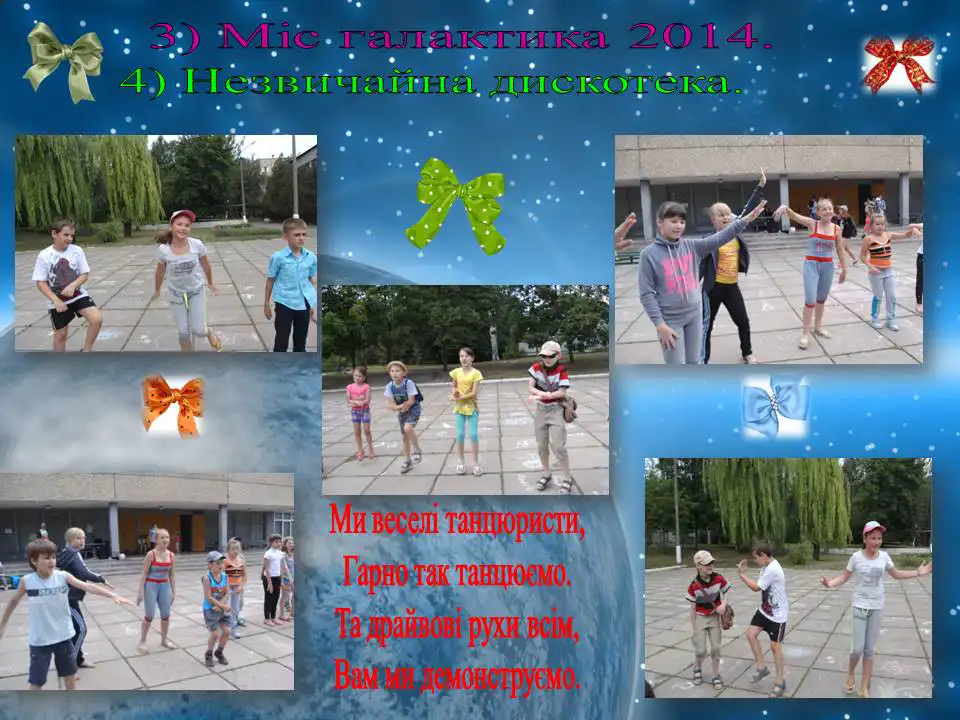 3) Міс галактика 2014.
4) Незвичайна дискотека.
Ми веселі танцюристи,
Гарно так танцюємо.
Та драйвові рухи всім,
Вам ми демонструємо.